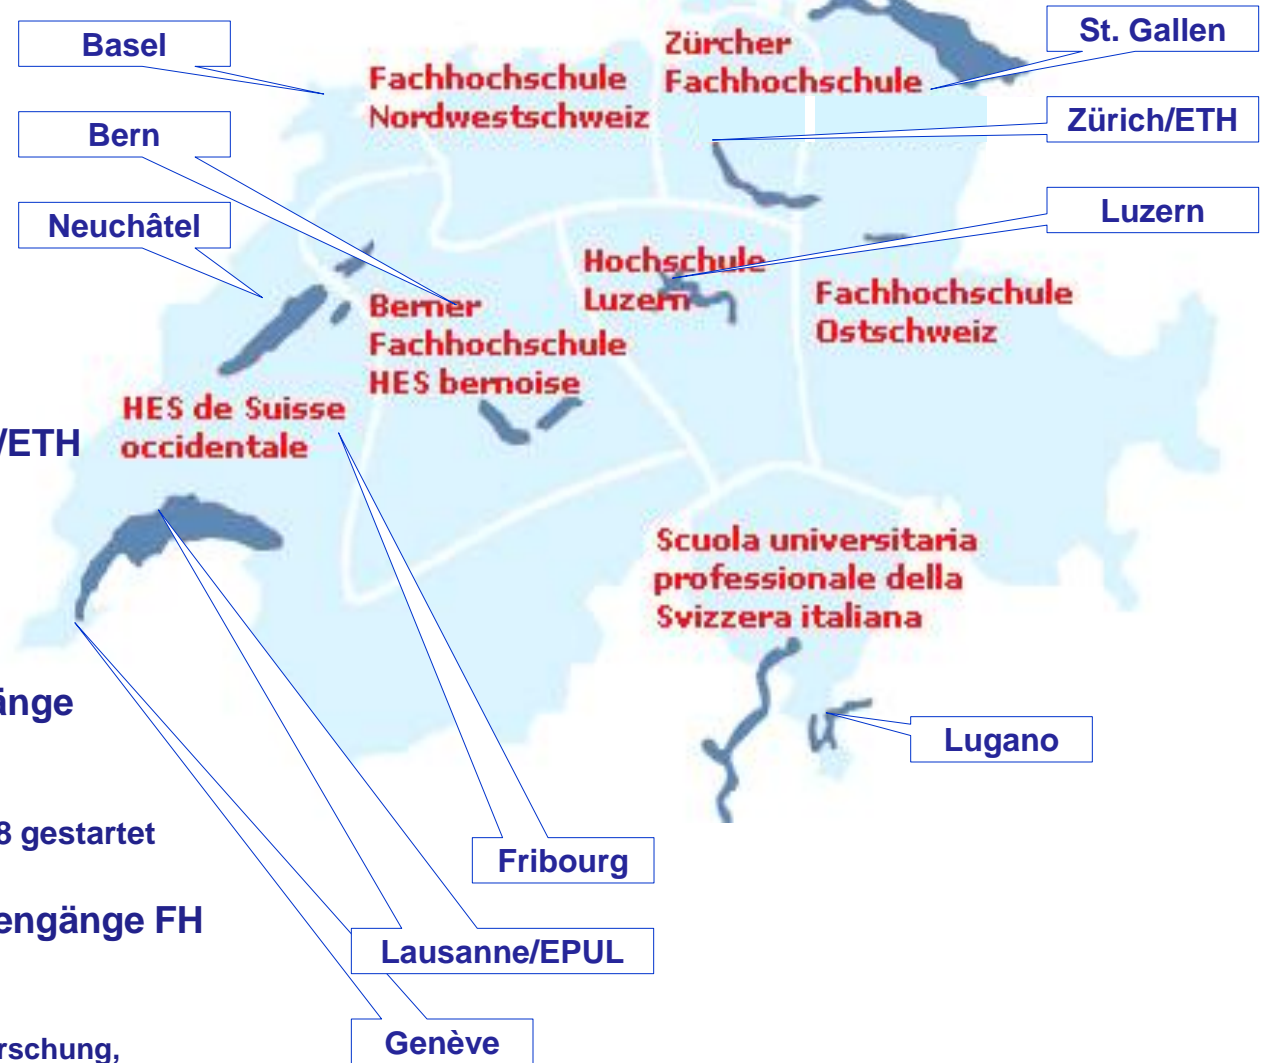 Basel
Bern
Neuchâtel
Fachhochschule
Nordwestschweiz
Zürcher
Fachhochschule
St. Gallen
Zürich/ETH
Luzern
Hochschule
Luzern
Berner
Fachhochschule
HES bernoise
Fachhochschule
Ostschweiz
HES de Suisse
occidentale
/ETH
Scuola universitaria
professionale della
Svizzera italiana
änge
Lugano
8 gestartet
Fribourg
engänge FH
Lausanne/EPUL
Genève
rschung,